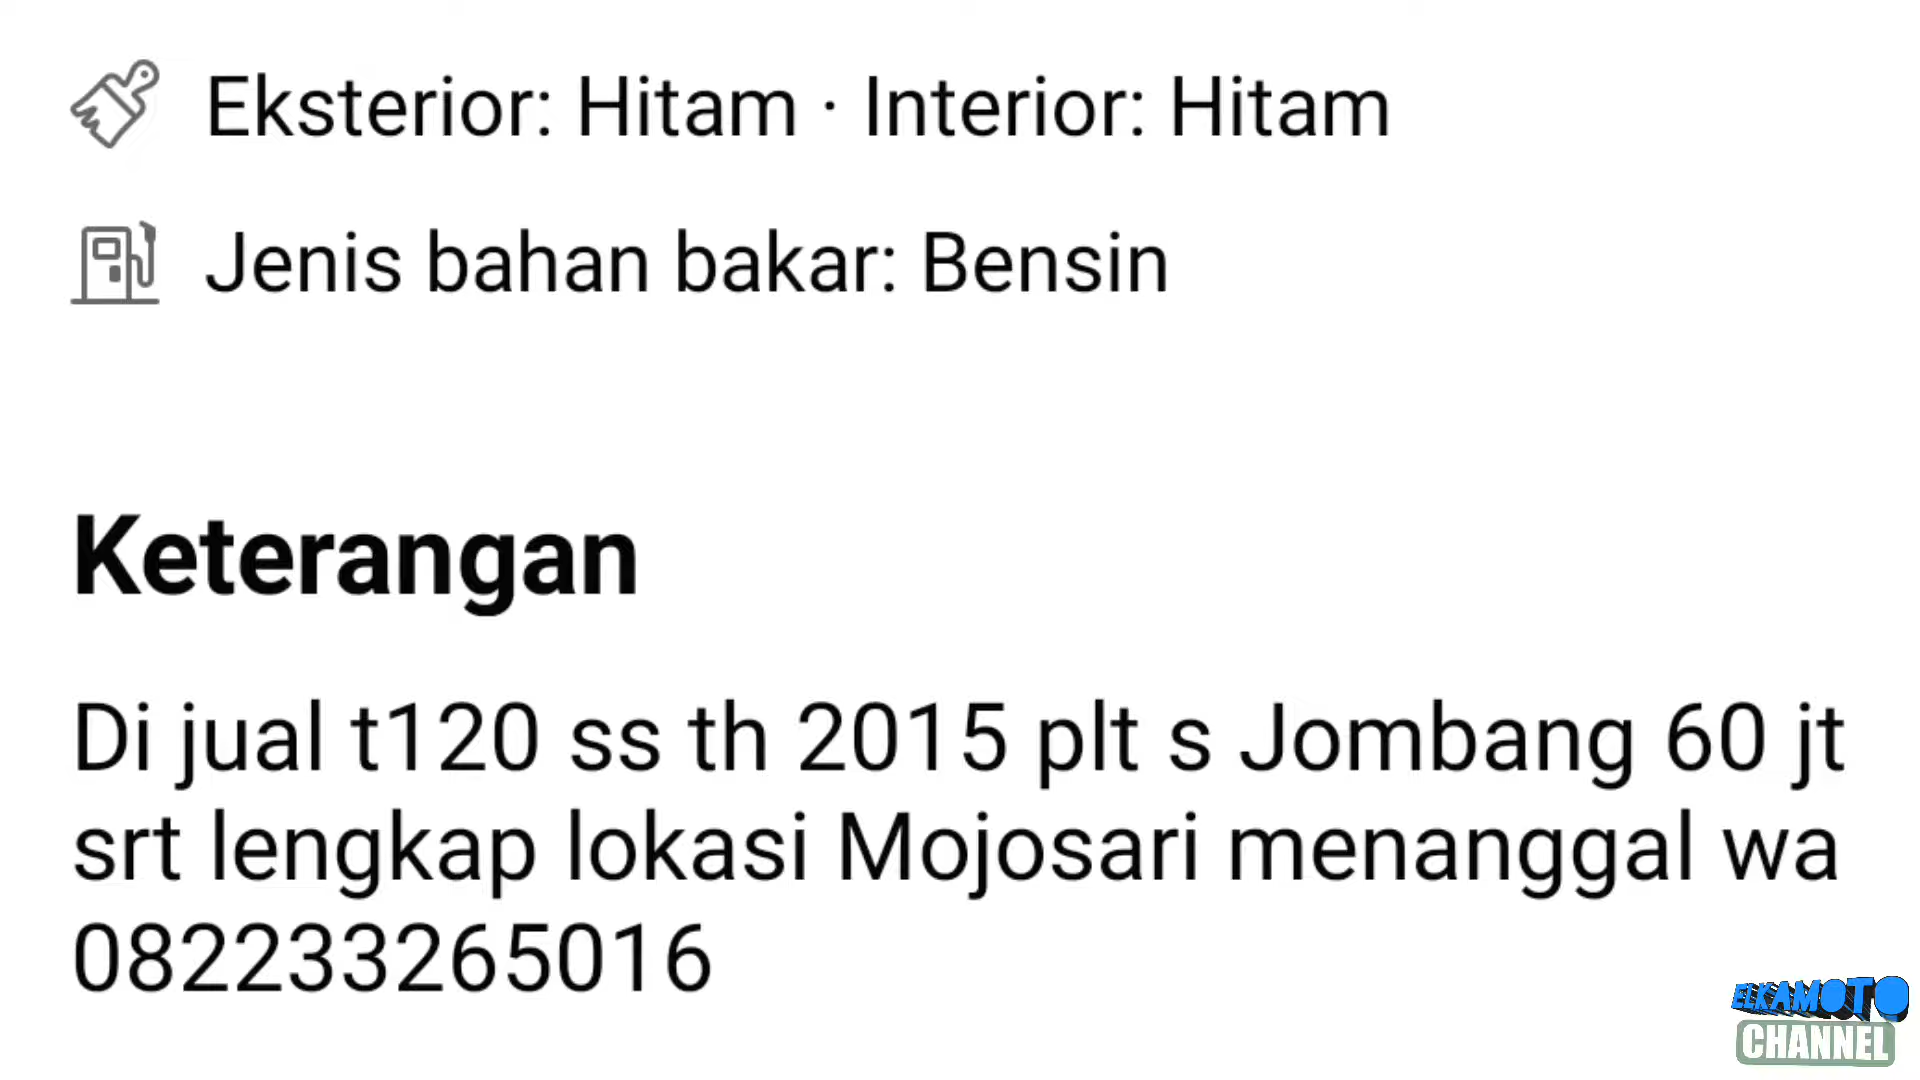 Eksterior: Hitam · Interior: Hitam
Jenis bahan bakar: Bensin
Keterangan
Di jual t120 ss th 2015 plt s Jombang 60 jt
srt lengkap lokasi Mojosari menanggal wa
082233265016
ELKAMOTO
CHANNEL